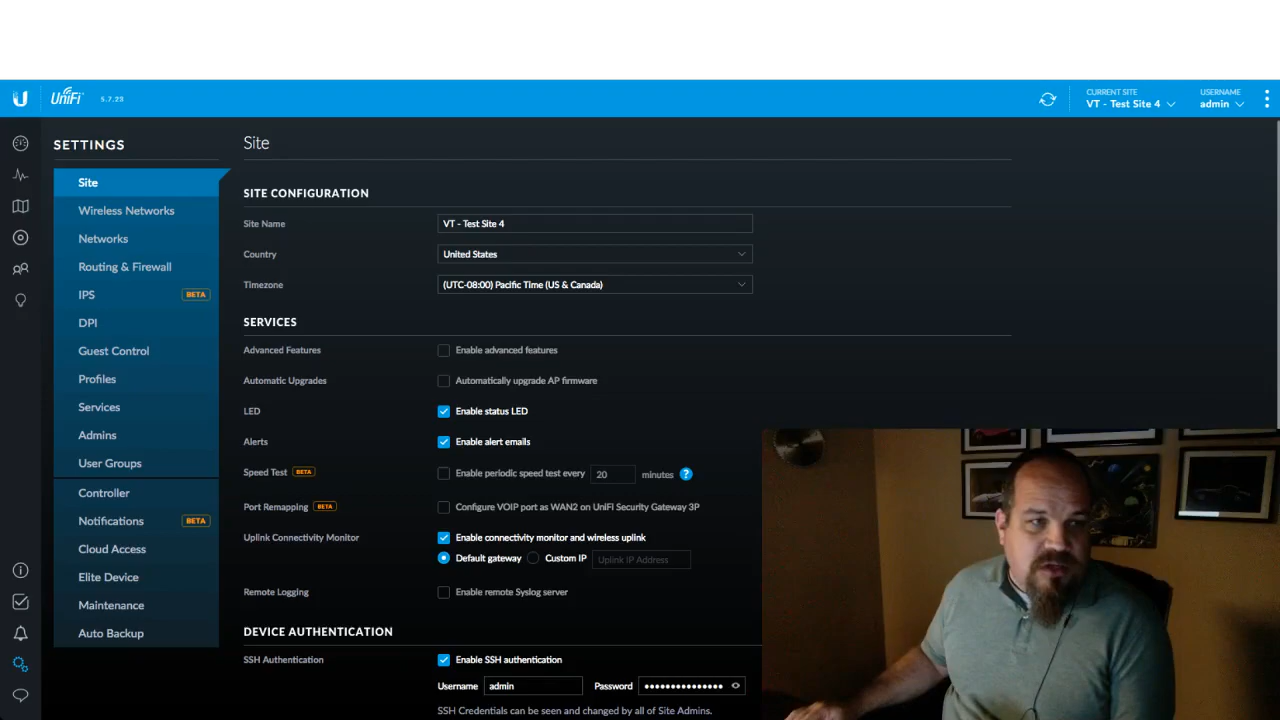 UniFi 5.7.23
CURRENT SITE
VT - Test Site 4
USERNAME
admin
SETTINGS
Site
Wireless Networks
Networks
Routing & Firewall
IPS BETA
DPI
Guest Control
Profiles
Services
Admins
User Groups
Controller
Notifications BETA
Cloud Access
Elite Device
Maintenance
Auto Backup
Site
SITE CONFIGURATION
Site Name VT - Test Site 4
Country United States
Timezone (UTC-08:00) Pacific Time (US & Canada)
SERVICES
Advanced Features Enable advanced features
Automatic Upgrades Automatically upgrade AP firmware
LED Enable status LED
Alerts Enable alert emails
Speed Test BETA Enable periodic speed test every 20 minutes ?
Port Remapping BETA Configure VOIP port as WAN2 on UniFI Security Gateway 3P
Uplink Connectivity Monitor Enable connectivity monitor and wireless uplink
Default gateway Custom IP Uplink IP Address
Remote Logging Enable remote Syslog server
DEVICE AUTHENTICATION
SSH Authentication Enable SSH authentication
Username admin Password •••••••••••••••
SSH Credentials can be seen and changed by all of Site Admins.